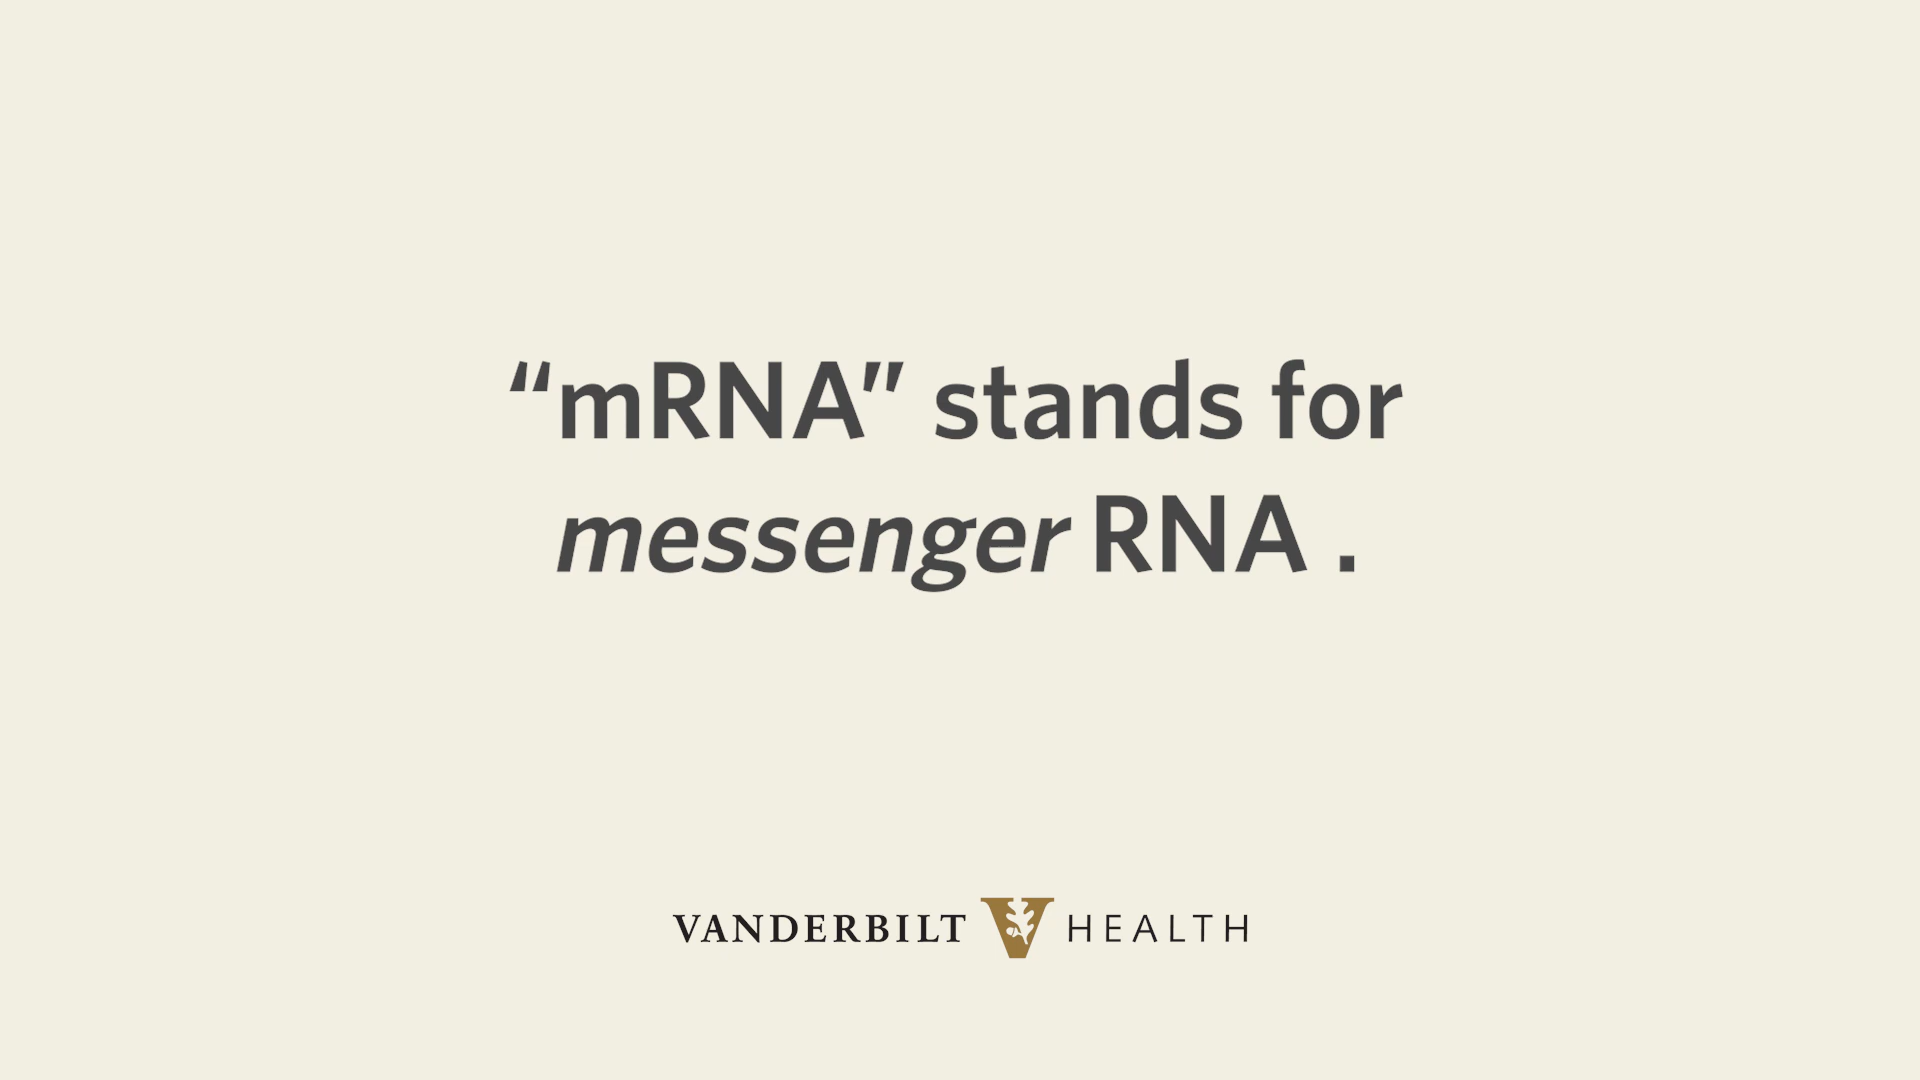 “mRNA” stands for
messenger RNA .
VANDERBILT V HEALTH